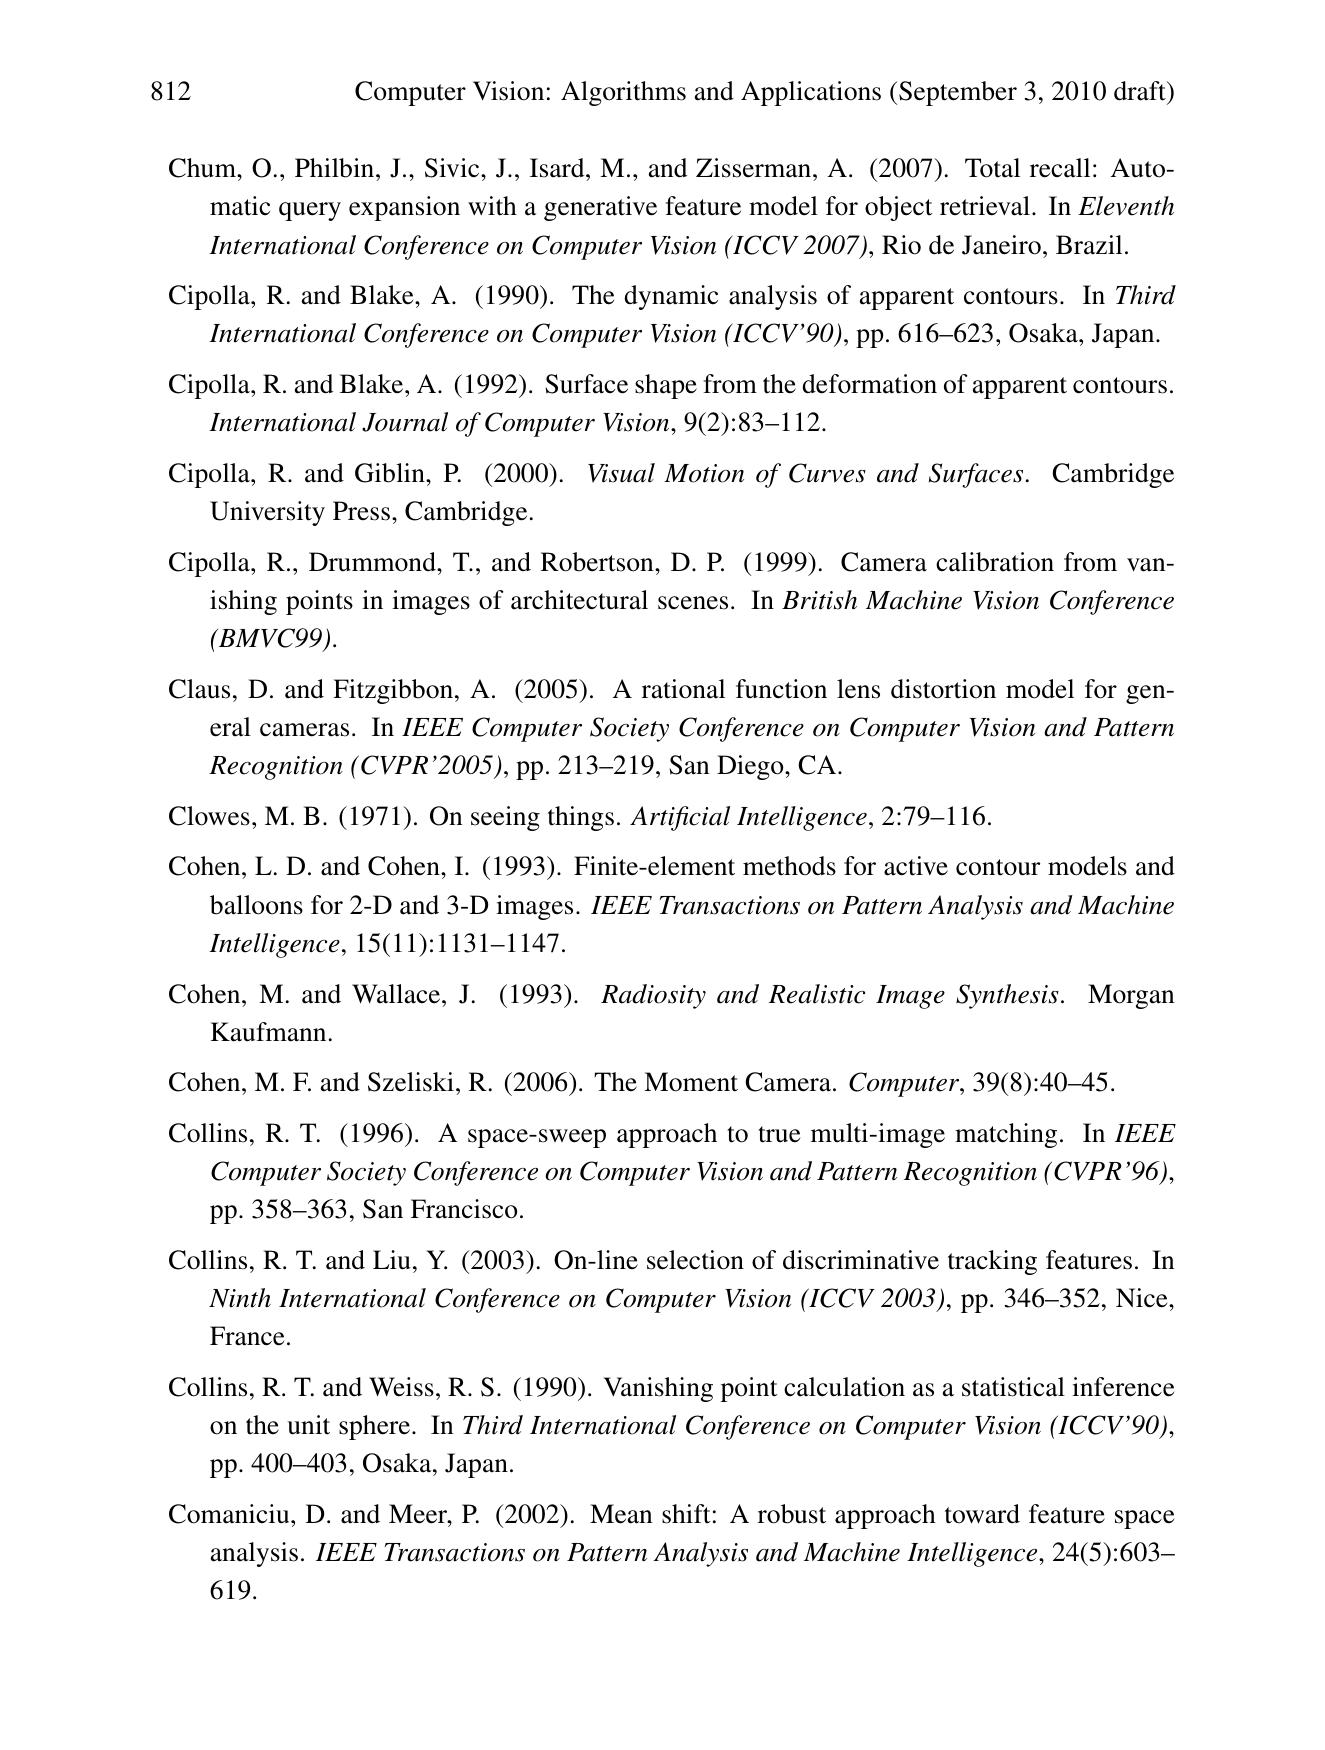 812 Computer Vision: Algorithms and Applications (September 3, 2010 draft)
Chum, O., Philbin, J., Sivic, J., Isard, M., and Zisserman, A. (2007). Total recall: Auto-
matic query expansion with a generative feature model for object retrieval. In Eleventh
International Conference on Computer Vision (ICCV 2007), Rio de Janeiro, Brazil.
Cipolla, R. and Blake, A. (1990). The dynamic analysis of apparent contours. In Third
International Conference on Computer Vision (ICCV’90), pp. 616–623, Osaka, Japan.
Cipolla, R. and Blake, A. (1992). Surface shape from the deformation of apparent contours.
International Journal of Computer Vision, 9(2):83–112.
Cipolla, R. and Giblin, P. (2000). Visual Motion of Curves and Surfaces. Cambridge
University Press, Cambridge.
Cipolla, R., Drummond, T., and Robertson, D. P. (1999). Camera calibration from van-
ishing points in images of architectural scenes. In British Machine Vision Conference
(BMVC99).
Claus, D. and Fitzgibbon, A. (2005). A rational function lens distortion model for gen-
eral cameras. In IEEE Computer Society Conference on Computer Vision and Pattern
Recognition (CVPR’2005), pp. 213–219, San Diego, CA.
Clowes, M. B. (1971). On seeing things. Artificial Intelligence, 2:79–116.
Cohen, L. D. and Cohen, I. (1993). Finite-element methods for active contour models and
balloons for 2-D and 3-D images. IEEE Transactions on Pattern Analysis and Machine
Intelligence, 15(11):1131–1147.
Cohen, M. and Wallace, J. (1993). Radiosity and Realistic Image Synthesis. Morgan
Kaufmann.
Cohen, M. F. and Szeliski, R. (2006). The Moment Camera. Computer, 39(8):40–45.
Collins, R. T. (1996). A space-sweep approach to true multi-image matching. In IEEE
Computer Society Conference on Computer Vision and Pattern Recognition (CVPR’96),
pp. 358–363, San Francisco.
Collins, R. T. and Liu, Y. (2003). On-line selection of discriminative tracking features. In
Ninth International Conference on Computer Vision (ICCV 2003), pp. 346–352, Nice,
France.
Collins, R. T. and Weiss, R. S. (1990). Vanishing point calculation as a statistical inference
on the unit sphere. In Third International Conference on Computer Vision (ICCV’90),
pp. 400–403, Osaka, Japan.
Comaniciu, D. and Meer, P. (2002). Mean shift: A robust approach toward feature space
analysis. IEEE Transactions on Pattern Analysis and Machine Intelligence, 24(5):603–
619.